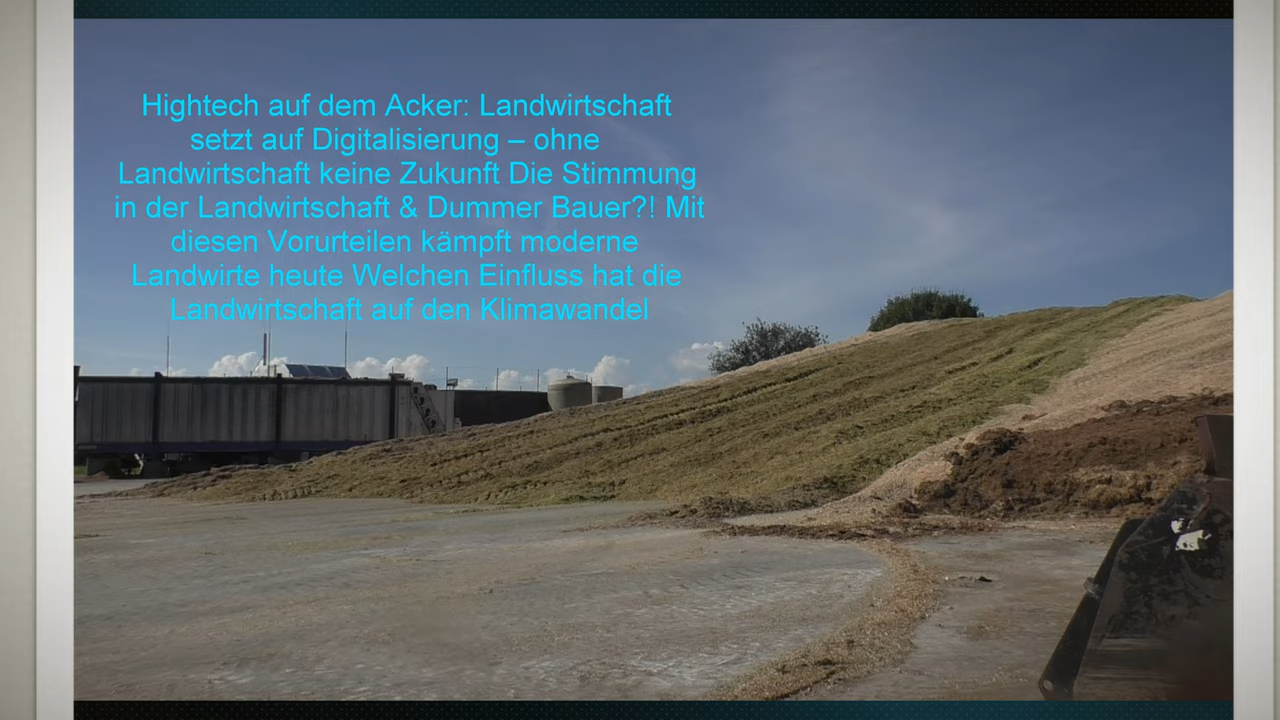 Hightech auf dem Acker: Landwirtschaft
setzt auf Digitalisierung – ohne
Landwirtschaft keine Zukunft Die Stimmung
in der Landwirtschaft & Dummer Bauer?! Mit
diesen Vorurteilen kämpft moderne
Landwirte heute Welchen Einfluss hat die
Landwirtschaft auf den Klimawandel